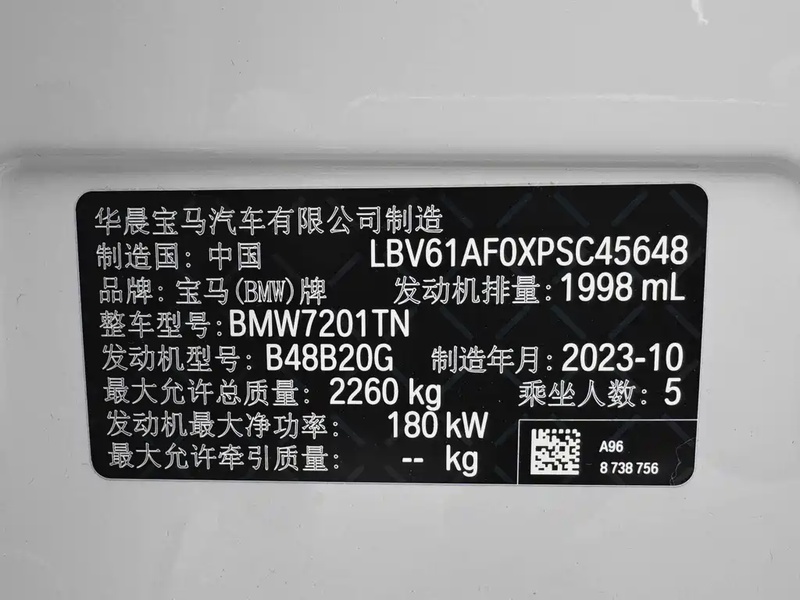 华晨宝马汽车有限公司制造
制造国: 中国 LBV61AF0XPSC45648
品牌: 宝马(BMW)牌 发动机排量: 1998 mL
整车型号: BMW7201TN
发动机型号: B48B20G 制造年月: 2023-10
最大允许总质量: 2260 kg 乘坐人数: 5
发动机最大净功率: 180 kW
最大允许牵引质量: -- kg
A96
8 738 756